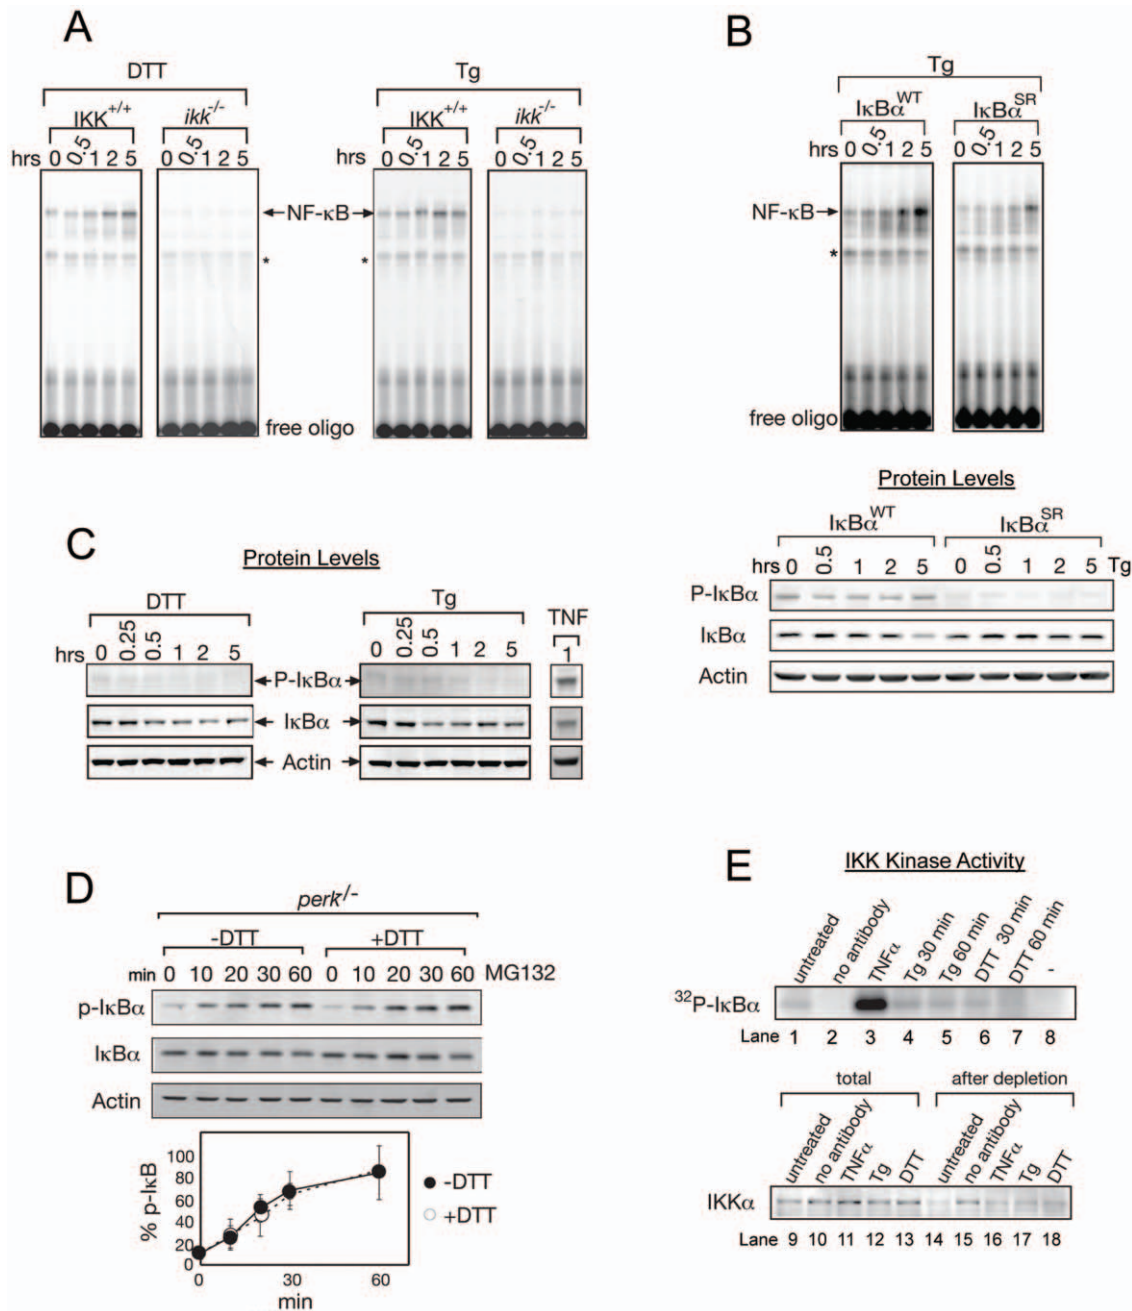 A
DTT
Tg
IKK+/+
ikk-/-
IKK+/+
ikk-/-
hrs 0 0.5 1 2 5
0 0.5 1 2 5
hrs 0 0.5 1 2 5
0 0.5 1 2 5
NF-κB
*
*
free oligo
B
Tg
IκBαWT
IκBαSR
hrs 0 0.5 1 2 5
0 0.5 1 2 5
NF-κB
*
free oligo
Protein Levels
IκBαWT
IκBαSR
hrs 0 0.5 1 2 5 0 0.5 1 2 5 Tg
P-IκBα
IκBα
Actin
C
Protein Levels
DTT
Tg
TNF
hrs 0 0.25 0.5 1 2 5
0 0.25 0.5 1 2 5
1
P-IκBα
IκBα
Actin
D
perk-/-
-DTT
+DTT
min 0 10 20 30 60 0 10 20 30 60 MG132
p-IκBα
IκBα
Actin
% p-IκB
100
80
60
40
20
0
0
30
60
min
-DTT
+DTT
E
IKK Kinase Activity
untreated
no antibody
TNFα
Tg 30 min
Tg 60 min
DTT 30 min
DTT 60 min
-
32P-IκBα
Lane 1 2 3 4 5 6 7 8
total
after depletion
untreated
no antibody
TNFα
Tg
DTT
untreated
no antibody
TNFα
Tg
DTT
IKKα
Lane 9 10 11 12 13 14 15 16 17 18